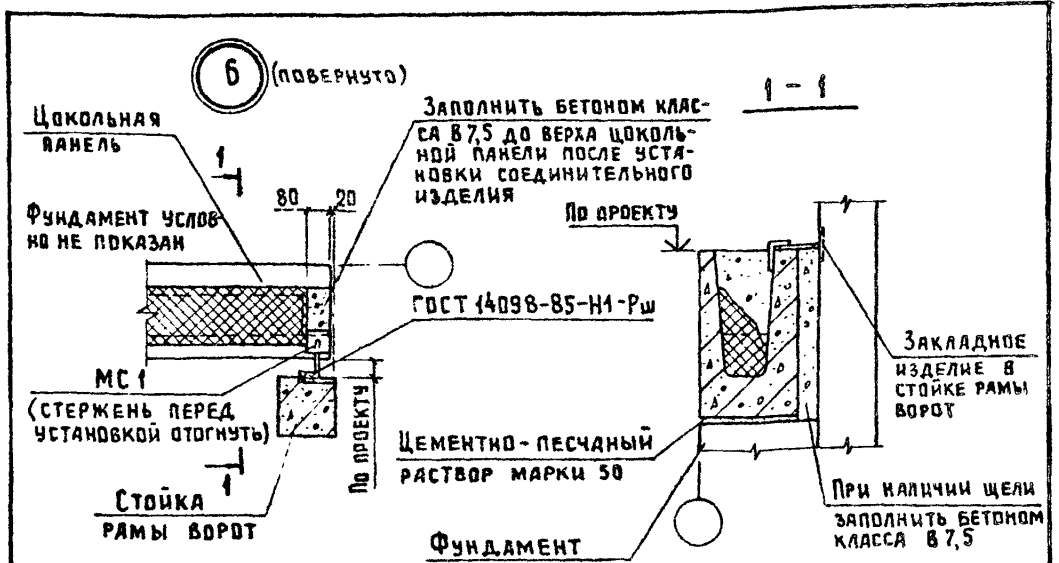 6 (ПОВЕРНУТО)
ЦОКОЛЬНАЯ
ПАНЕЛЬ
1
ФУНДАМЕНТ УСЛОВ-
НО НЕ ПОКАЗАН
80 20
ЗАПОЛНИТЬ БЕТОНОМ КЛАС-
СА В 7,5 ДО ВЕРХА ЦОКОЛЬ-
НОЙ ПАНЕЛИ ПОСЛЕ УСТА-
НОВКИ СОЕДИНИТЕЛЬНОГО
ИЗДЕЛИЯ
ГОСТ 14098-85-Н1-Рш
МС 1
(СТЕРЖЕНЬ ПЕРЕД
УСТАНОВКОЙ ОТОГНУТЬ)
1
ПО ПРОЕКТУ
СТОЙКА
РАМЫ ВОРОТ
1 - 1
ПО ПРОЕКТУ
ЗАКЛАДНОЕ
ИЗДЕЛИЕ В
СТОЙКЕ РАМЫ
ВОРОТ
ЦЕМЕНТНО-ПЕСЧАНЫЙ
РАСТВОР МАРКИ 50
ФУНДАМЕНТ
ПРИ НАЛИЧИИ ЩЕЛИ
ЗАПОЛНИТЬ БЕТОНОМ
КЛАССА В 7,5